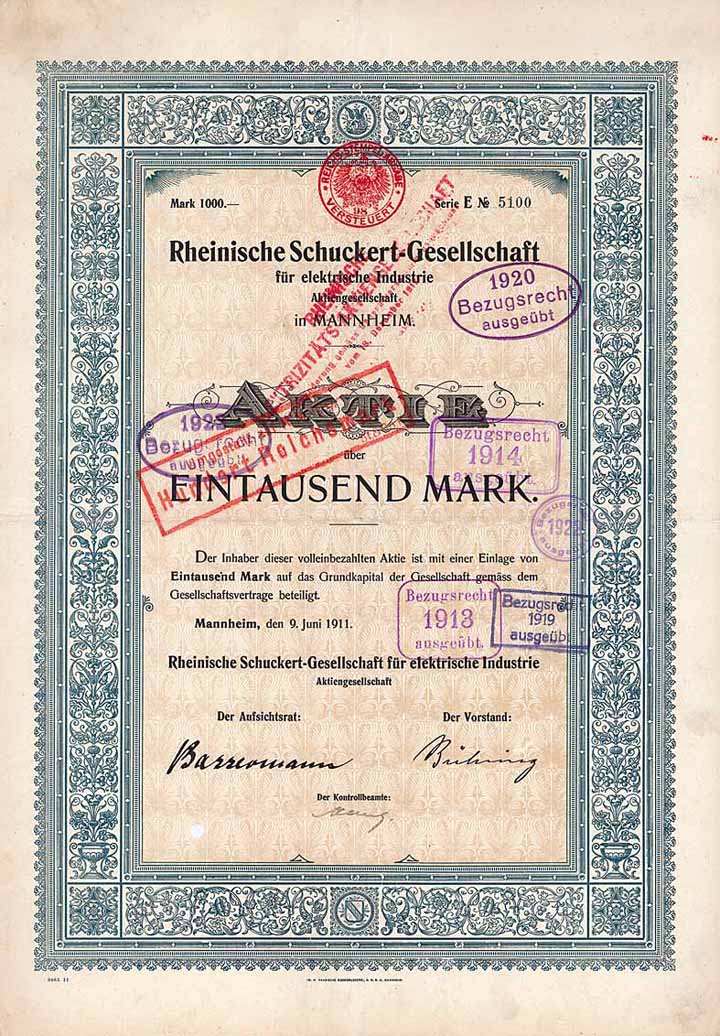 REICHSSTEMPELABGABE
VERSTEUERT
Mark 1000.—
Serie E № 5100
Rheinische Schuckert-Gesellschaft
für elektrische Industrie
Aktiengesellschaft
in MANNHEIM.
1920
Bezugsrecht
ausgeübt
AKTIE
Bezugsrecht
1914
ausgeübt.
über
EINTAUSEND MARK.
Der Inhaber dieser volleinbezahlten Aktie ist mit einer Einlage von
Eintausend Mark auf das Grundkapital der Gesellschaft gemäss dem
Gesellschaftsvertrage beteiligt.
Bezugsrecht
1913
ausgeübt.
Bezugsrecht
1919
ausgeübt
Mannheim, den 9. Juni 1911.
Rheinische Schuckert-Gesellschaft für elektrische Industrie
Aktiengesellschaft
Der Aufsichtsrat:
Der Vorstand:
Bühring
Der Kontrollbeamte: